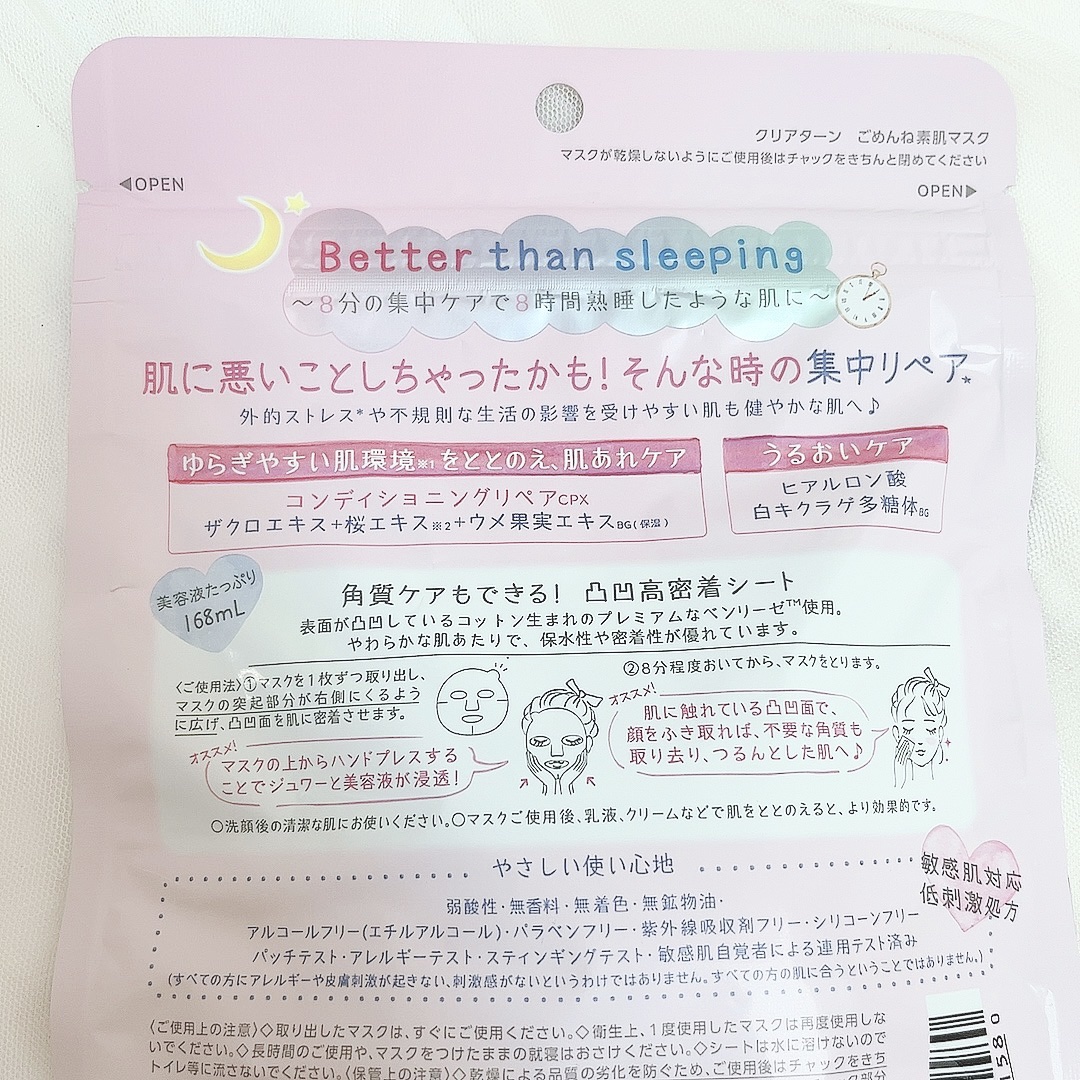 クリアターン ごめんね素肌マスク
マスクが乾燥しないようにご使用後はチャックをきちんと閉めてください
◀OPEN
OPEN▶
Better than sleeping
～8分の集中ケアで8時間熟睡したような肌に～
肌に悪いことしちゃったかも!そんな時の集中リペア*
外的ストレス*や不規則な生活の影響を受けやすい肌も健やかな肌へ♪
ゆらぎやすい肌環境※1をととのえ、肌あれケア
コンディショニングリペアCPX
ザクロエキス+桜エキス※2+ウメ果実エキスBG(保湿)
うるおいケア
ヒアルロン酸
白キクラゲ多糖体BG
美容液たっぷり
168mL
角質ケアもできる! 凸凹高密着シート
表面が凸凹しているコットン生まれのプレミアムなベンリーゼ™使用。
やわらかな肌あたりで、保水性や密着性が優れています。
〈ご使用法〉①マスクを1枚ずつ取り出し、
マスクの突起部分が右側にくるよう
に広げ、凸凹面を肌に密着させます。
オススメ!
マスクの上からハンドプレスする
ことでジュワーと美容液が浸透!
②8分程度おいてから、マスクをとります。
オススメ!
肌に触れている凸凹面で、
顔をふき取れば、不要な角質も
取り去り、つるんとした肌へ♪
○洗顔後の清潔な肌にお使いください。○マスクご使用後、乳液、クリームなどで肌をととのえると、より効果的です。
やさしい使い心地
敏感肌対応
低刺激処方
弱酸性・無香料・無着色・無鉱物油・
アルコールフリー(エチルアルコール)・パラベンフリー・紫外線吸収剤フリー・シリコーンフリー
パッチテスト・アレルギーテスト・スティンギングテスト・敏感肌自覚者による連用テスト済み
(すべての方にアレルギーや皮膚刺激が起きない、刺激感がないというわけではありません。すべての方の肌に合うということではありません。)
〈ご使用上の注意〉◇取り出したマスクは、すぐにご使用ください。◇衛生上、1度使用したマスクは再度使用しな
いでください。◇長時間のご使用や、マスクをつけたままの就寝はおさけください。◇シートは水に溶けないので
トイレ等に流さないでください。〈保管上の注意〉◇乾燥による品質の劣化を防ぐため、ご使用後はチャックをきち